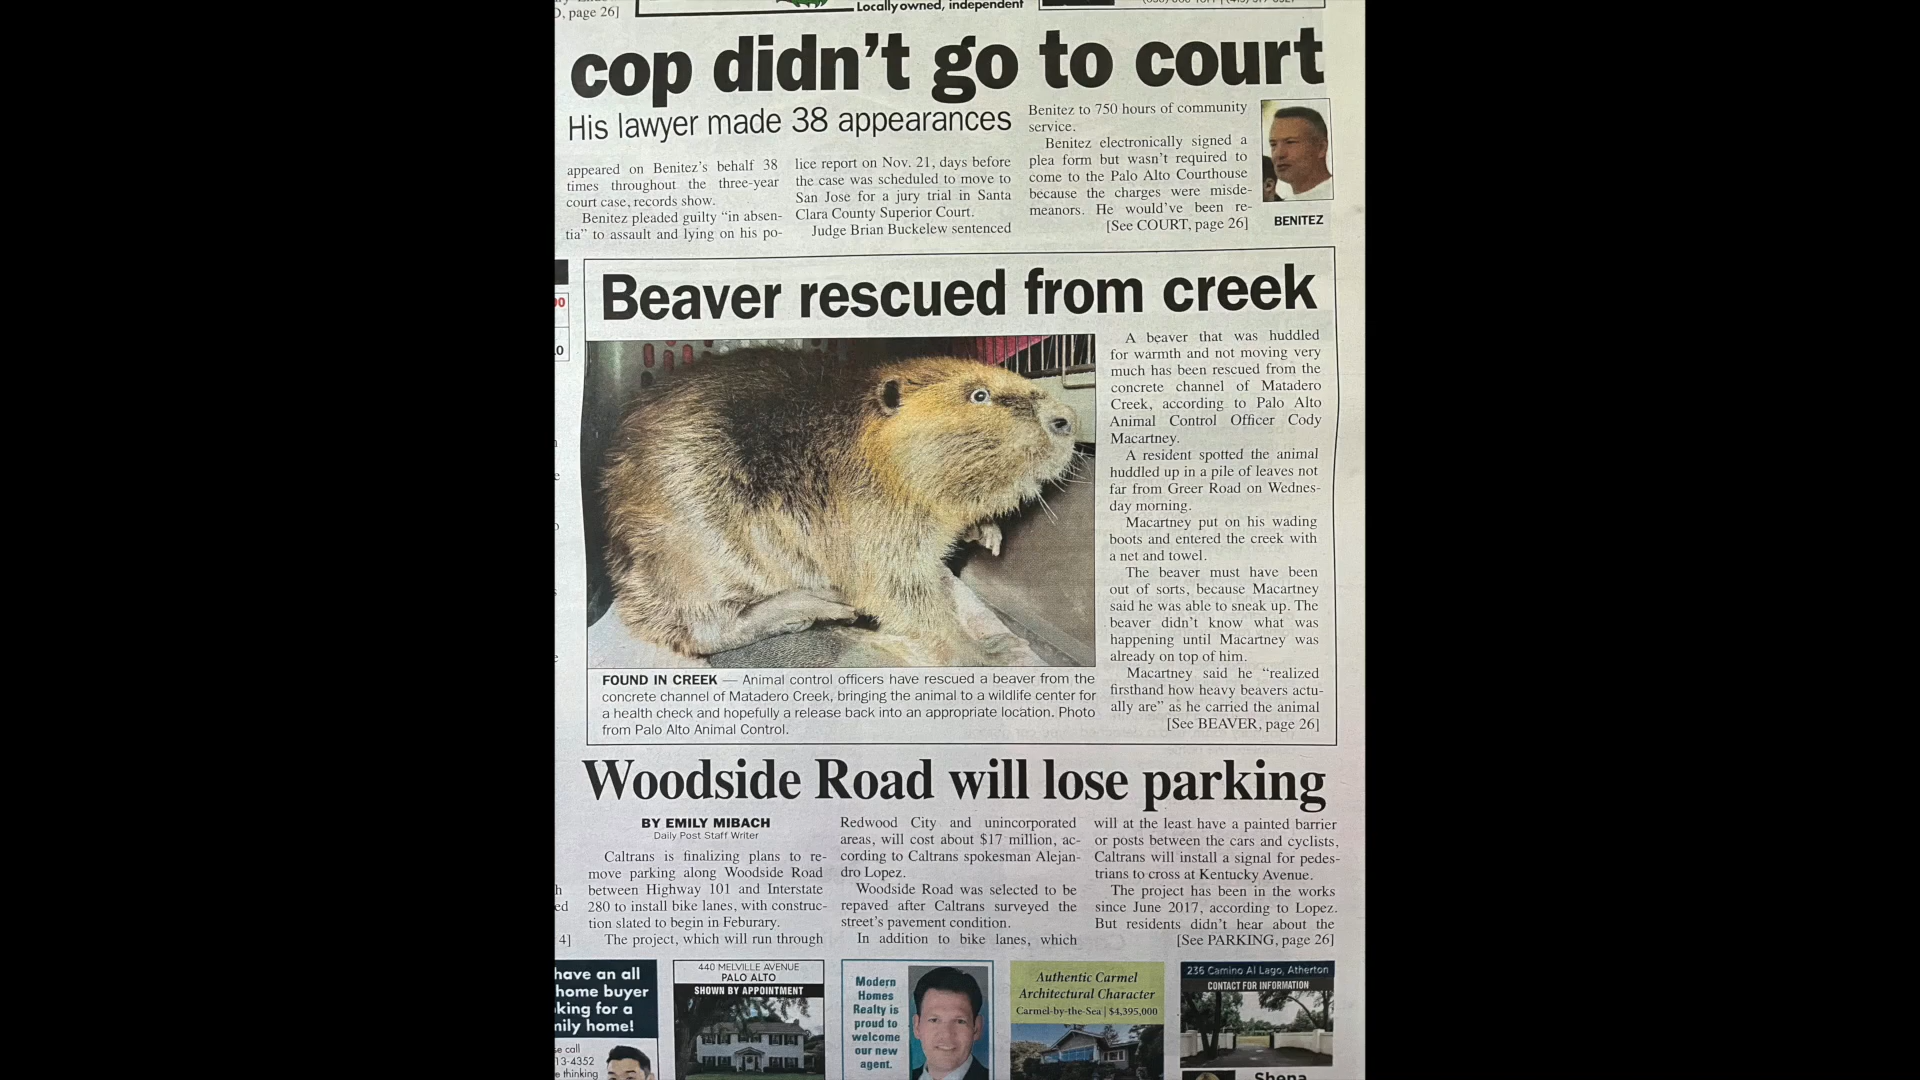 , page 26]
Locally owned, independent
cop didn't go to court
His lawyer made 38 appearances
appeared on Benitez's behalf 38
times throughout the three-year
court case, records show.
Benitez pleaded guilty “in absen-
tia” to assault and lying on his po-
lice report on Nov. 21, days before
the case was scheduled to move to
San Jose for a jury trial in Santa
Clara County Superior Court.
Judge Brian Buckelew sentenced
Benitez to 750 hours of community
service.
Benitez electronically signed a
plea form but wasn't required to
come to the Palo Alto Courthouse
because the charges were misde-
meanors. He would've been re-
[See COURT, page 26]
BENITEZ
Beaver rescued from creek
A beaver that was huddled
for warmth and not moving very
much has been rescued from the
concrete channel of Matadero
Creek, according to Palo Alto
Animal Control Officer Cody
Macartney.
A resident spotted the animal
huddled up in a pile of leaves not
far from Greer Road on Wednes-
day morning.
Macartney put on his wading
boots and entered the creek with
a net and towel.
The beaver must have been
out of sorts, because Macartney
said he was able to sneak up. The
beaver didn't know what was
happening until Macartney was
already on top of him.
Macartney said he “realized
firsthand how heavy beavers actu-
ally are” as he carried the animal
[See BEAVER, page 26]
FOUND IN CREEK — Animal control officers have rescued a beaver from the
concrete channel of Matadero Creek, bringing the animal to a wildlife center for
a health check and hopefully a release back into an appropriate location. Photo
from Palo Alto Animal Control.
Woodside Road will lose parking
BY EMILY MIBACH
Daily Post Staff Writer
Caltrans is finalizing plans to re-
move parking along Woodside Road
between Highway 101 and Interstate
280 to install bike lanes, with construc-
tion slated to begin in Feburary.
The project, which will run through
Redwood City and unincorporated
areas, will cost about $17 million, ac-
cording to Caltrans spokesman Alejan-
dro Lopez.
Woodside Road was selected to be
repaved after Caltrans surveyed the
street's pavement condition.
In addition to bike lanes, which
will at the least have a painted barrier
or posts between the cars and cyclists,
Caltrans will install a signal for pedes-
trians to cross at Kentucky Avenue.
The project has been in the works
since June 2017, according to Lopez.
But residents didn't hear about the
[See PARKING, page 26]
4]
have an all
home buyer
king for a
mily home!
e call
13-4352
e thinking
440 MELVILLE AVENUE
PALO ALTO
SHOWN BY APPOINTMENT
Modern
Homes
Realty is
proud to
welcome
our new
agent.
Authentic Carmel
Architectural Character
Carmel-by-the-Sea | $4,395,000
236 Camino Al Lago, Atherton
CONTACT FOR INFORMATION
Shena